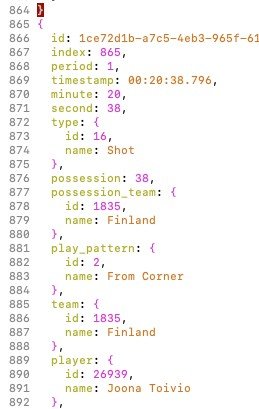 864 }
865 {
866 id: 1ce72d1b-a7c5-4eb3-965f-61
867 index: 865,
868 period: 1,
869 timestamp: 00:20:38.796,
870 minute: 20,
871 second: 38,
872 type: {
873 id: 16,
874 name: Shot
875 },
876 possession: 38,
877 possession_team: {
878 id: 1835,
879 name: Finland
880 },
881 play_pattern: {
882 id: 2,
883 name: From Corner
884 },
885 team: {
886 id: 1835,
887 name: Finland
888 },
889 player: {
890 id: 26939,
891 name: Joona Toivio
892 },